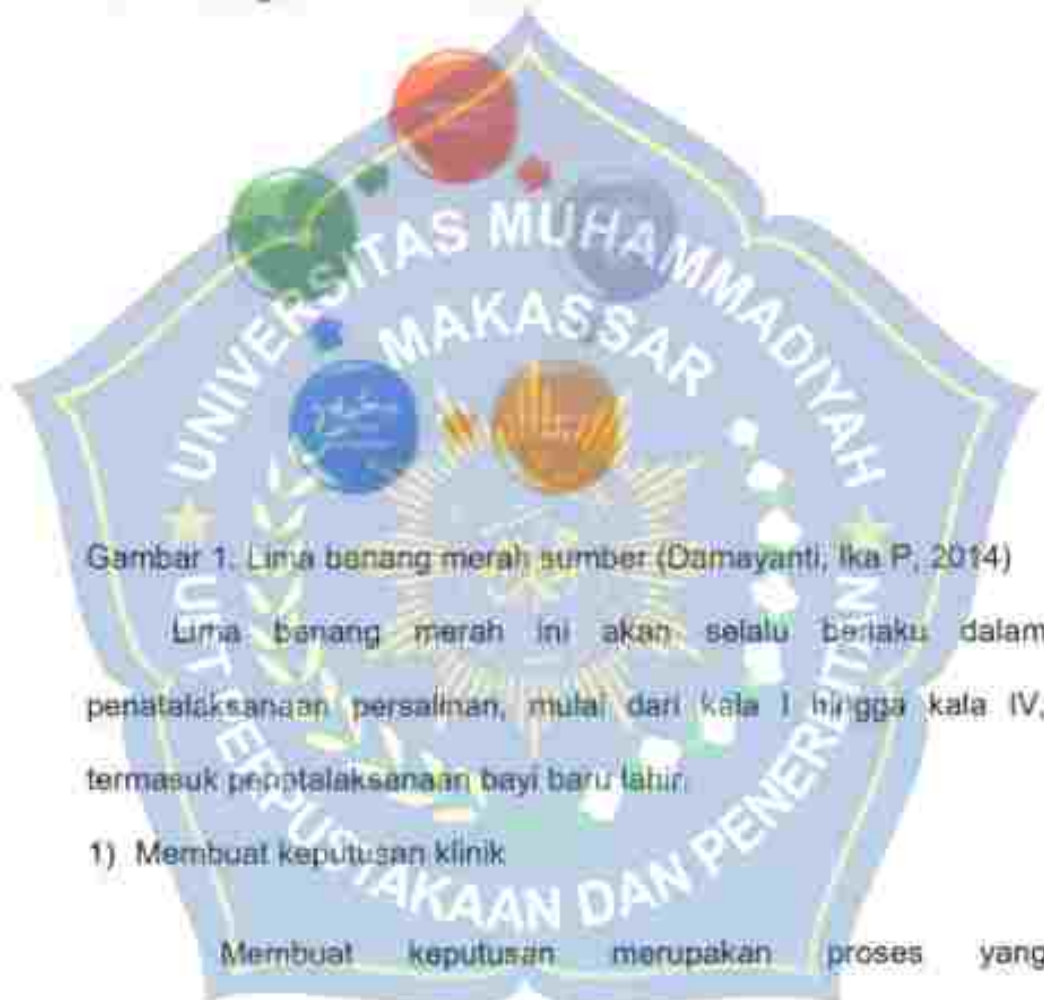 UNIVERSITAS MUHAMMADIYAH
MAKASSAR
UPT PERPUSTAKAAN DAN PENERBITAN
Gambar 1. Lima benang merah sumber (Damayanti, Ika P, 2014)
Lima benang merah ini akan selalu berlaku dalam
penatalaksanaan persalinan, mulai dari kala I hingga kala IV,
termasuk penatalaksanaan bayi baru lahir.
1) Membuat keputusan klinik
Membuat keputusan merupakan proses yang